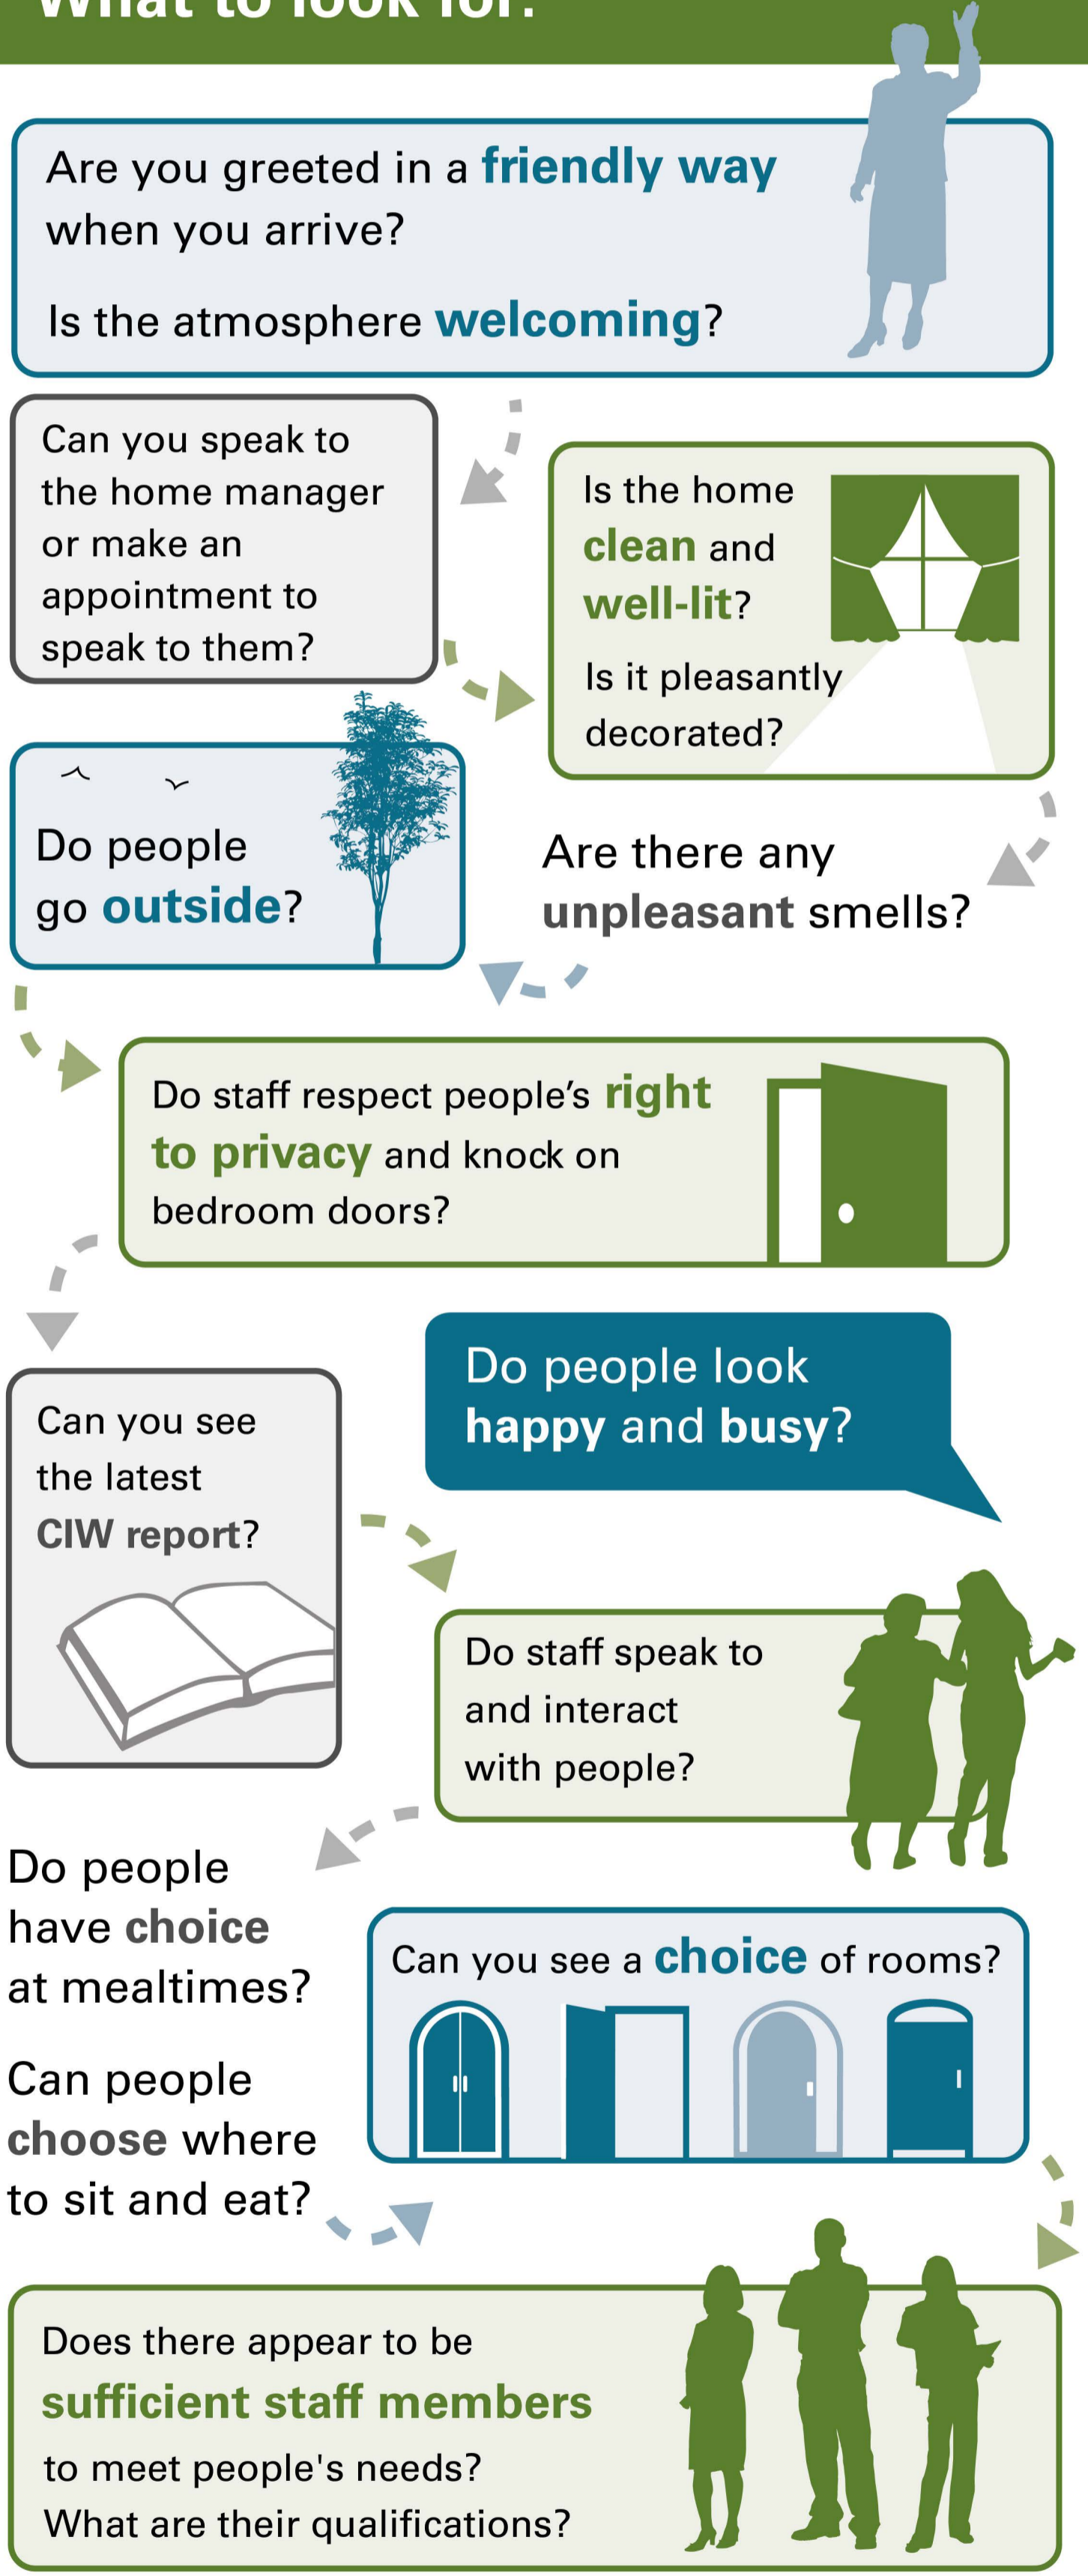 What to look for:
Are you greeted in a friendly way
when you arrive?
Is the atmosphere welcoming?
Can you speak to
the home manager
or make an
appointment to
speak to them?
Is the home
clean and
well-lit?
Is it pleasantly
decorated?
Are there any
unpleasant smells?
Do people
go outside?
Do staff respect people’s right
to privacy and knock on
bedroom doors?
Can you see
the latest
CIW report?
Do people look
happy and busy?
Do staff speak to
and interact
with people?
Do people
have choice
at mealtimes?
Can people
choose where
to sit and eat?
Can you see a choice of rooms?
Does there appear to be
sufficient staff members
to meet people's needs?
What are their qualifications?